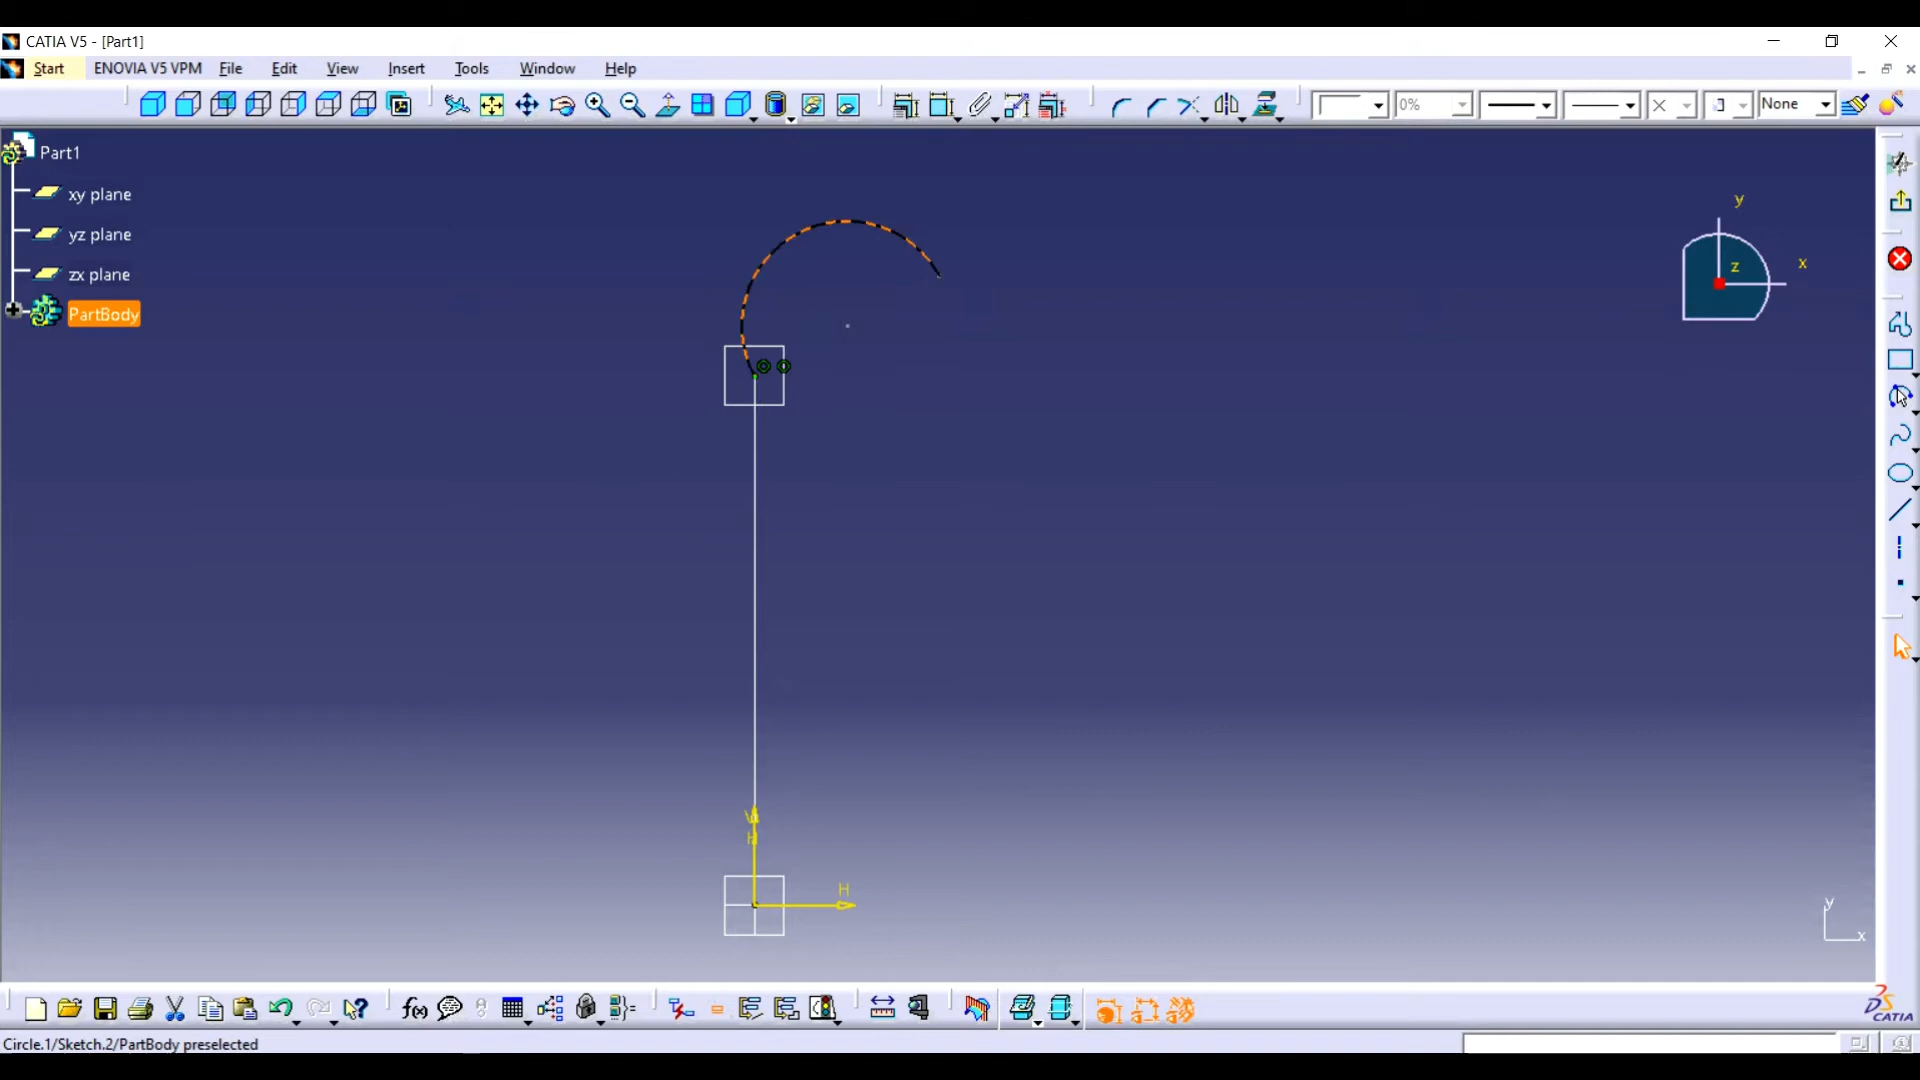 CATIA V5 - [Part1]
Start ENOVIA V5 VPM File Edit View Insert Tools Window Help
0% None
Part1
xy plane
yz plane
zx plane
PartBody
y
x
z
H
H
y
x
f(x)
CATIA
Circle.1/Sketch.2/PartBody preselected